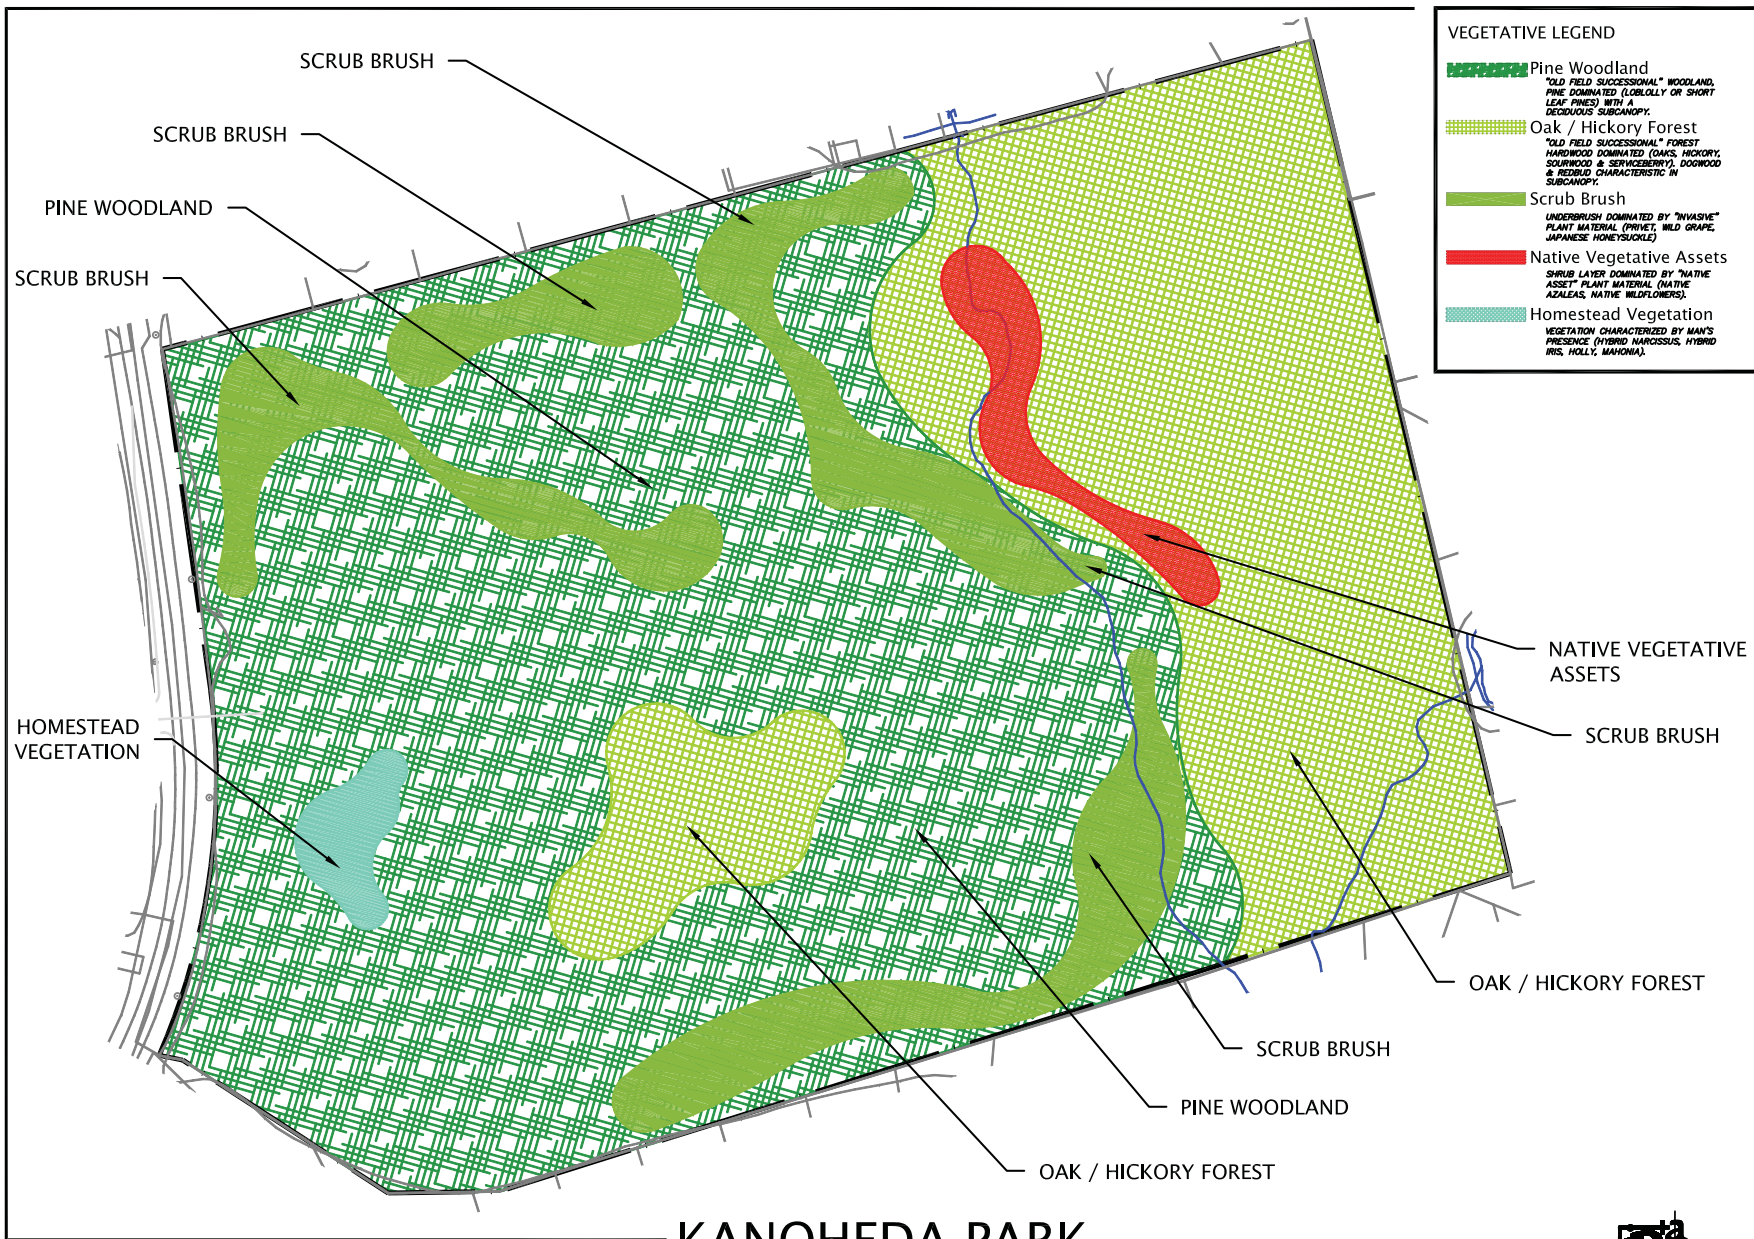 VEGETATIVE LEGEND
Pine Woodland
"OLD FIELD SUCCESSIONAL" WOODLAND,
PINE DOMINATED (LOBLOLLY OR SHORT
LEAF PINES) WITH A
DECIDUOUS SUBCANOPY.
Oak / Hickory Forest
"OLD FIELD SUCCESSIONAL" FOREST
HARDWOOD DOMINATED (OAKS, HICKORY,
SOURWOOD & SERVICEBERRY). DOGWOOD
& REDBUD CHARACTERISTIC IN
SUBCANOPY.
Scrub Brush
UNDERBRUSH DOMINATED BY "INVASIVE"
PLANT MATERIAL (PRIVET, WILD GRAPE,
JAPANESE HONEYSUCKLE)
Native Vegetative Assets
SHRUB LAYER DOMINATED BY "NATIVE
ASSET" PLANT MATERIAL (NATIVE
AZALEAS, NATIVE WILDFLOWERS).
Homestead Vegetation
VEGETATION CHARACTERIZED BY MAN'S
PRESENCE (HYBRID NARCISSUS, HYBRID
IRIS, HOLLY, MAHONIA).
SCRUB BRUSH
SCRUB BRUSH
PINE WOODLAND
SCRUB BRUSH
HOMESTEAD
VEGETATION
NATIVE VEGETATIVE
ASSETS
SCRUB BRUSH
OAK / HICKORY FOREST
SCRUB BRUSH
PINE WOODLAND
OAK / HICKORY FOREST
KANOHEDA PARK